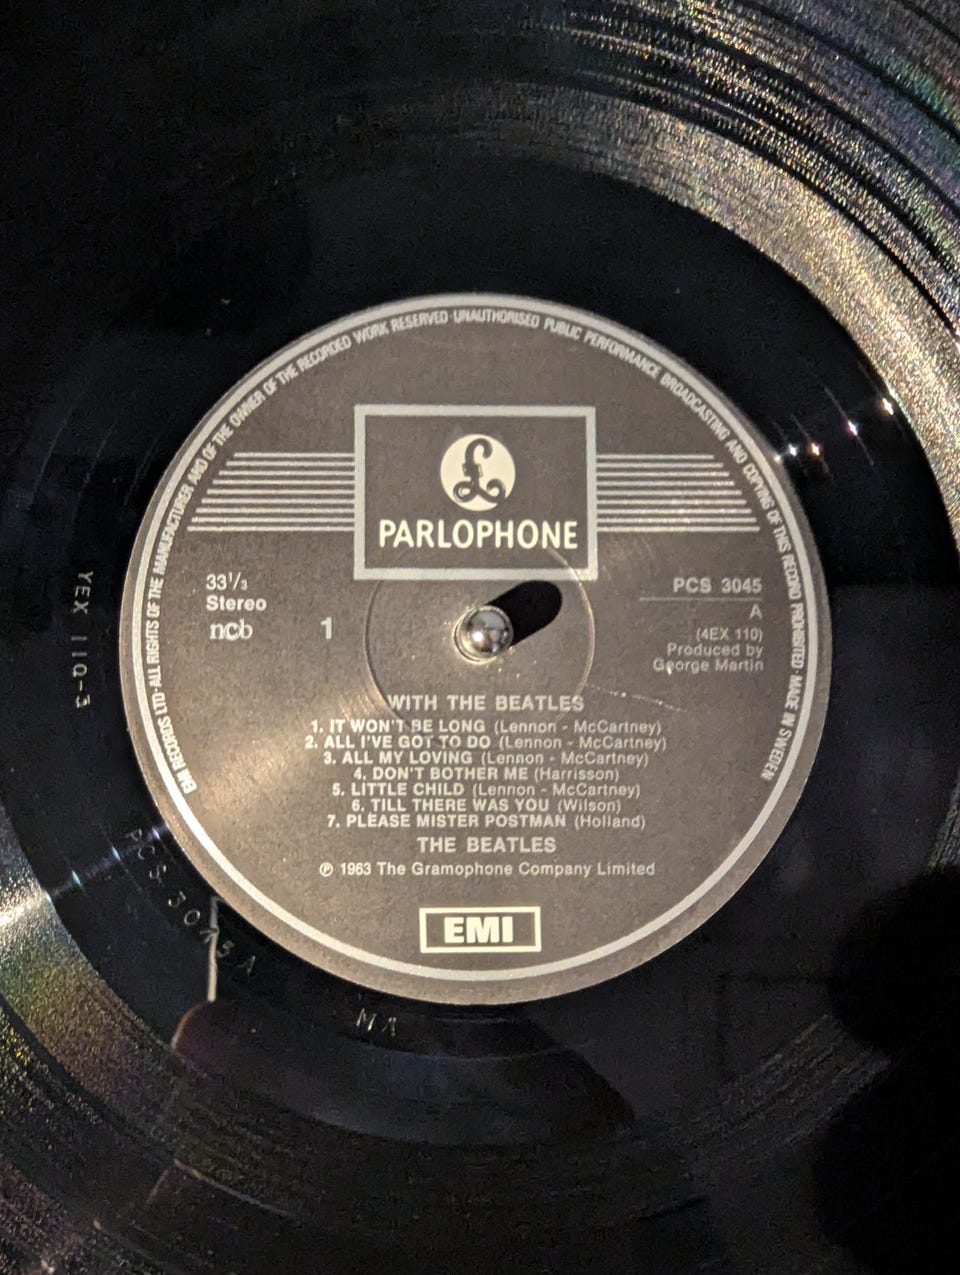 EMI RECORDS LTD·ALL RIGHTS OF THE MANUFACTURER AND OF THE OWNER OF THE RECORDED WORK RESERVED·UNAUTHORISED PUBLIC PERFORMANCE BROADCASTING AND COPYING OF THIS RECORD PROHIBITED·MADE IN SWEDEN
£
PARLOPHONE
33 1/3
Stereo
ncb
1
PCS 3045
A
(4EX 110)
Produced by
George Martin
WITH THE BEATLES
1. IT WON'T BE LONG (Lennon - McCartney)
2. ALL I'VE GOT TO DO (Lennon - McCartney)
3. ALL MY LOVING (Lennon - McCartney)
4. DON'T BOTHER ME (Harrisson)
5. LITTLE CHILD (Lennon - McCartney)
6. TILL THERE WAS YOU (Wilson)
7. PLEASE MISTER POSTMAN (Holland)
THE BEATLES
℗ 1963 The Gramophone Company Limited
EMI
YEX 110-3
PCS 3045 A
MA